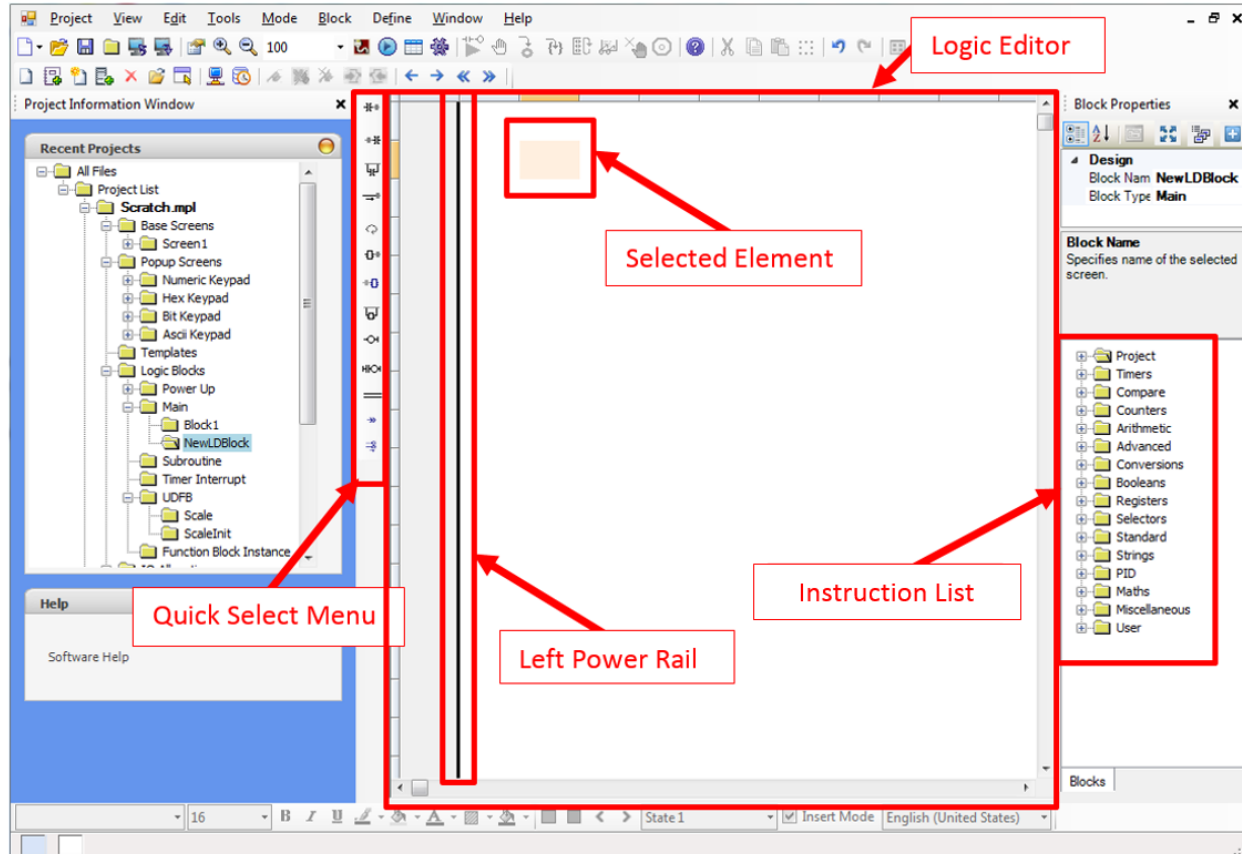 Project View Edit Tools Mode Block Define Window Help
100
Logic Editor
Project Information Window
Block Properties
Recent Projects
All Files
Project List
Scratch.mpl
Base Screens
Screen1
Popup Screens
Numeric Keypad
Hex Keypad
Bit Keypad
Ascii Keypad
Templates
Logic Blocks
Power Up
Main
Block1
NewLDBlock
Subroutine
Timer Interrupt
UDFB
Scale
ScaleInit
Function Block Instance
Help
Software Help
Quick Select Menu
Selected Element
Left Power Rail
Instruction List
Design
Block Nam NewLDBlock
Block Type Main
Block Name
Specifies name of the selected
screen.
Project
Timers
Compare
Counters
Arithmetic
Advanced
Conversions
Booleans
Registers
Selectors
Standard
Strings
PID
Maths
Miscellaneous
User
Blocks
16 B I U A State 1 Insert Mode English (United States)